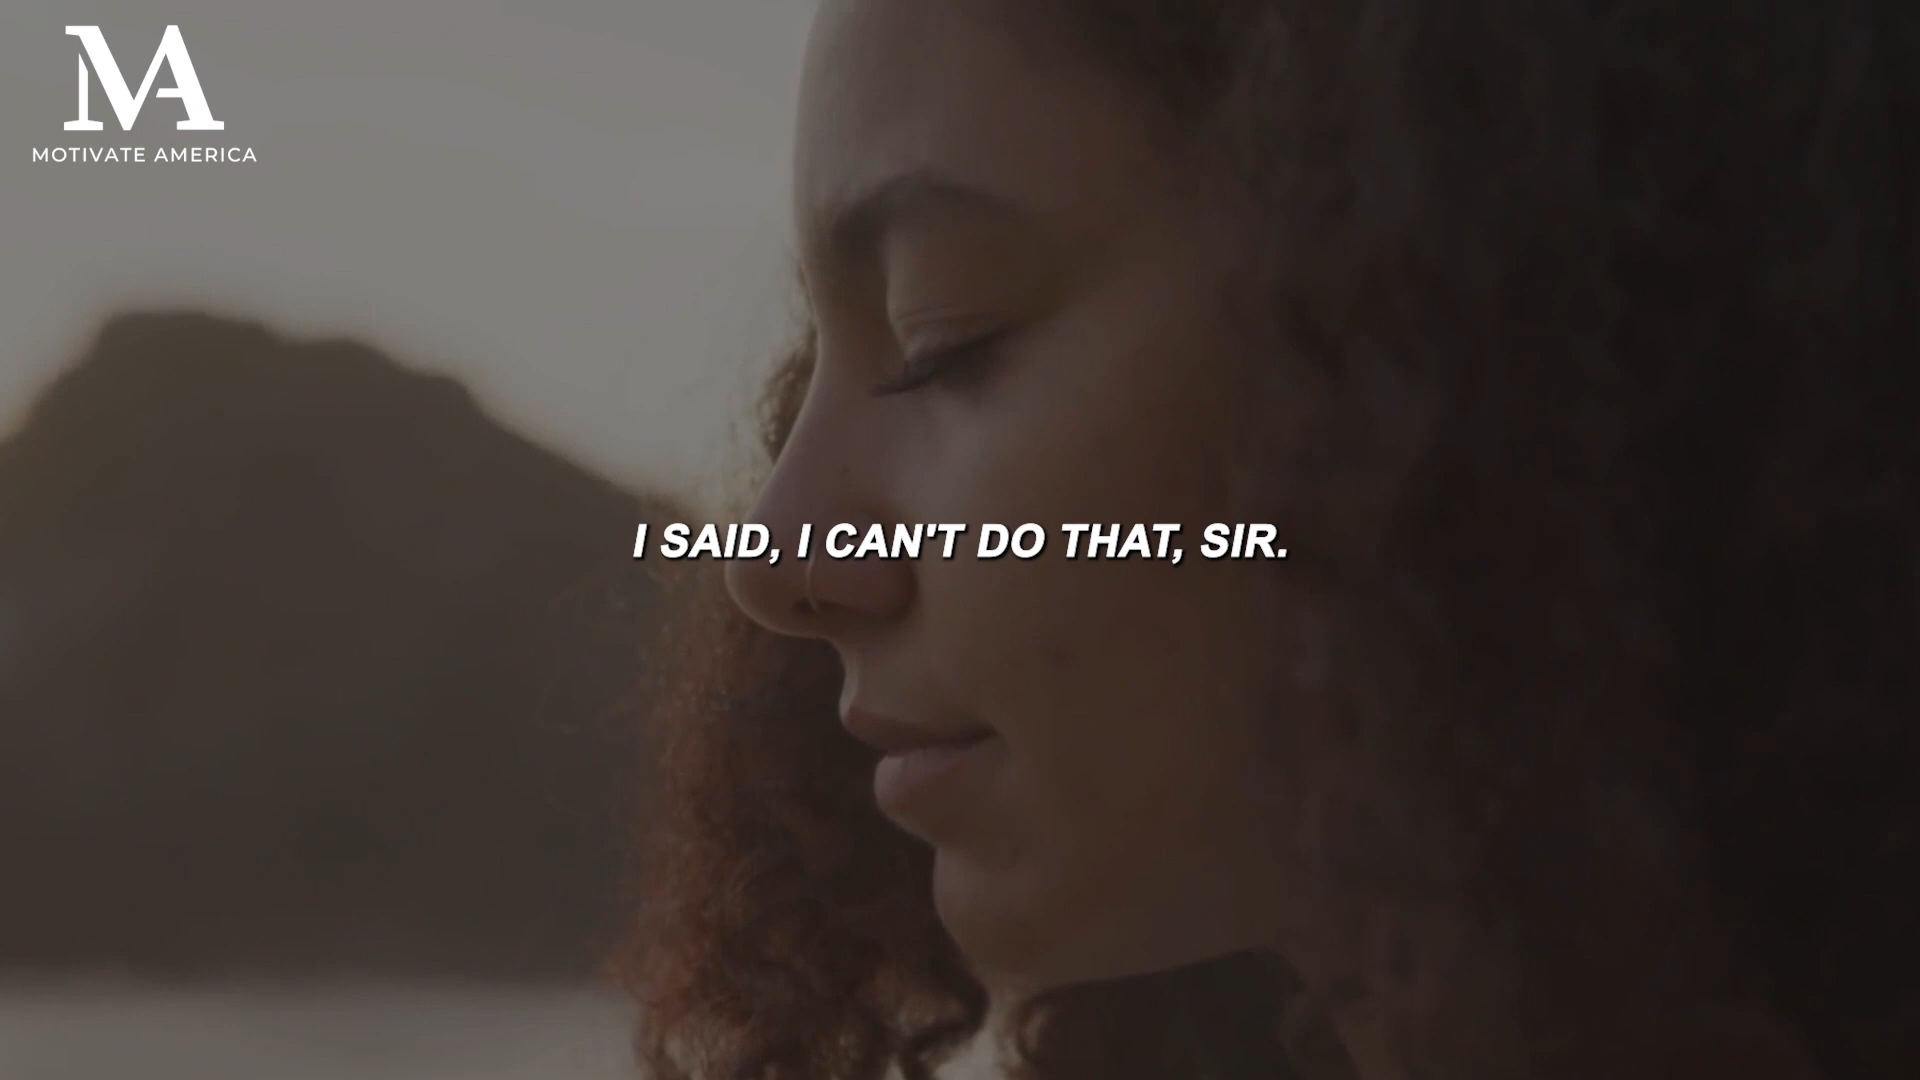 MA
MOTIVATE AMERICA
I SAID, I CAN'T DO THAT, SIR.